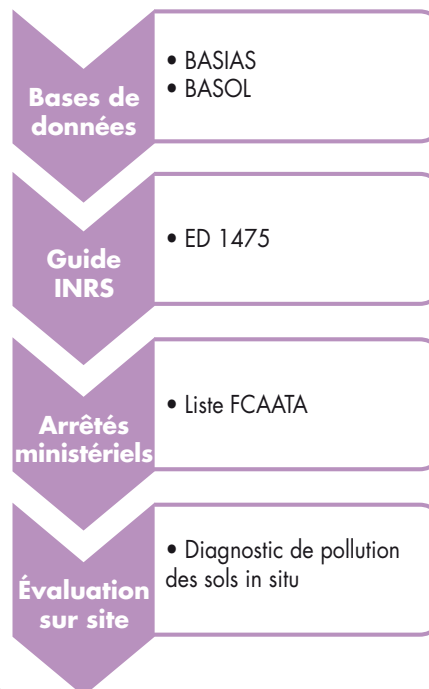 Bases de
données
• BASIAS
• BASOL
Guide
INRS
• ED 1475
Arrêtés
ministériels
• Liste FCAATA
Évaluation
sur site
• Diagnostic de pollution
des sols in situ